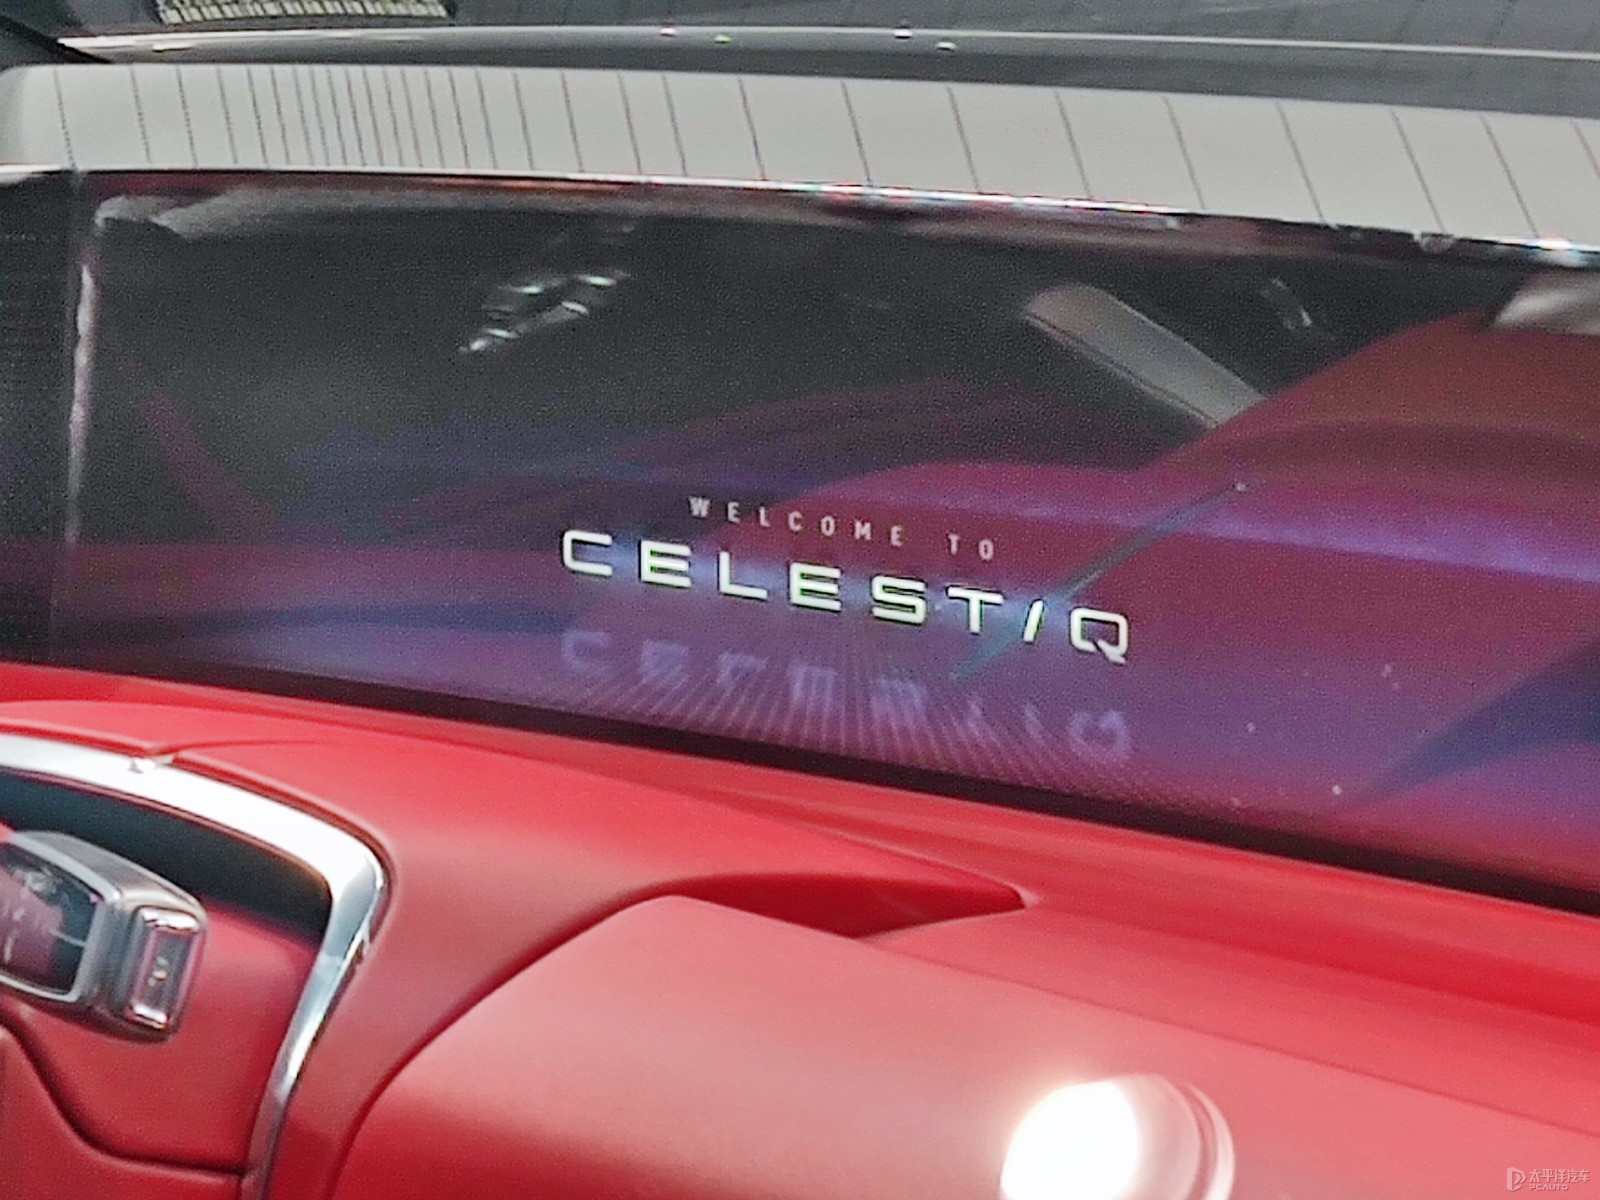 WELCOME TO
CELESTIQ
太平洋汽车
PCAUTO